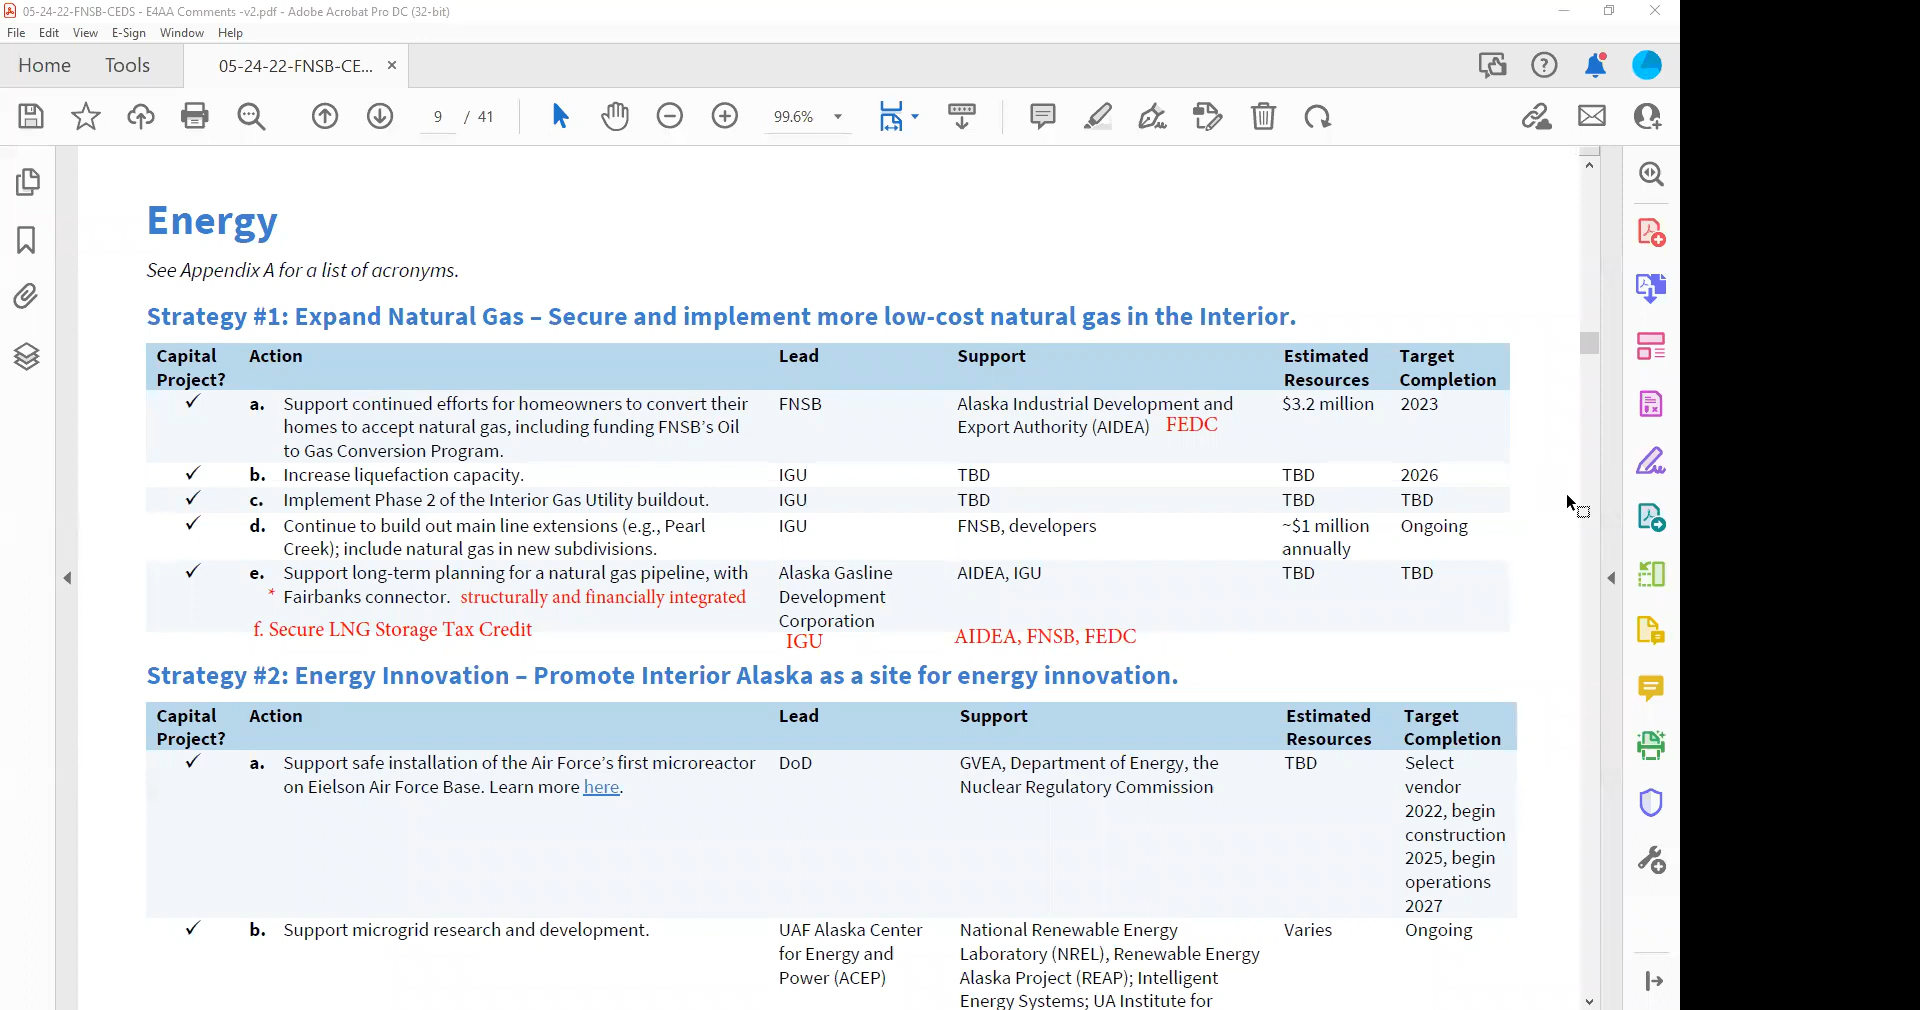 05-24-22-FNSB-CEDS - E4AA Comments -v2.pdf - Adobe Acrobat Pro DC (32-bit)
File Edit View E-Sign Window Help
Home Tools 05-24-22-FNSB-CE... ×
9 / 41 99.6%
Energy
See Appendix A for a list of acronyms.
Strategy #1: Expand Natural Gas – Secure and implement more low-cost natural gas in the Interior.
Capital Project? Action Lead Support Estimated Resources Target Completion
✓ a. Support continued efforts for homeowners to convert their FNSB Alaska Industrial Development and $3.2 million 2023
homes to accept natural gas, including funding FNSB's Oil Export Authority (AIDEA) FEDC
to Gas Conversion Program.
✓ b. Increase liquefaction capacity. IGU TBD TBD 2026
✓ c. Implement Phase 2 of the Interior Gas Utility buildout. IGU TBD TBD TBD
✓ d. Continue to build out main line extensions (e.g., Pearl IGU FNSB, developers ~$1 million Ongoing
Creek); include natural gas in new subdivisions. annually
✓ e. Support long-term planning for a natural gas pipeline, with Alaska Gasline AIDEA, IGU TBD TBD
* Fairbanks connector. structurally and financially integrated Development
Corporation
f. Secure LNG Storage Tax Credit IGU AIDEA, FNSB, FEDC
Strategy #2: Energy Innovation – Promote Interior Alaska as a site for energy innovation.
Capital Project? Action Lead Support Estimated Resources Target Completion
✓ a. Support safe installation of the Air Force's first microreactor DoD GVEA, Department of Energy, the TBD Select
on Eielson Air Force Base. Learn more here. Nuclear Regulatory Commission vendor
2022, begin
construction
2025, begin
operations
2027
✓ b. Support microgrid research and development. UAF Alaska Center National Renewable Energy Varies Ongoing
for Energy and Laboratory (NREL), Renewable Energy
Power (ACEP) Alaska Project (REAP); Intelligent
Energy Systems; UA Institute for